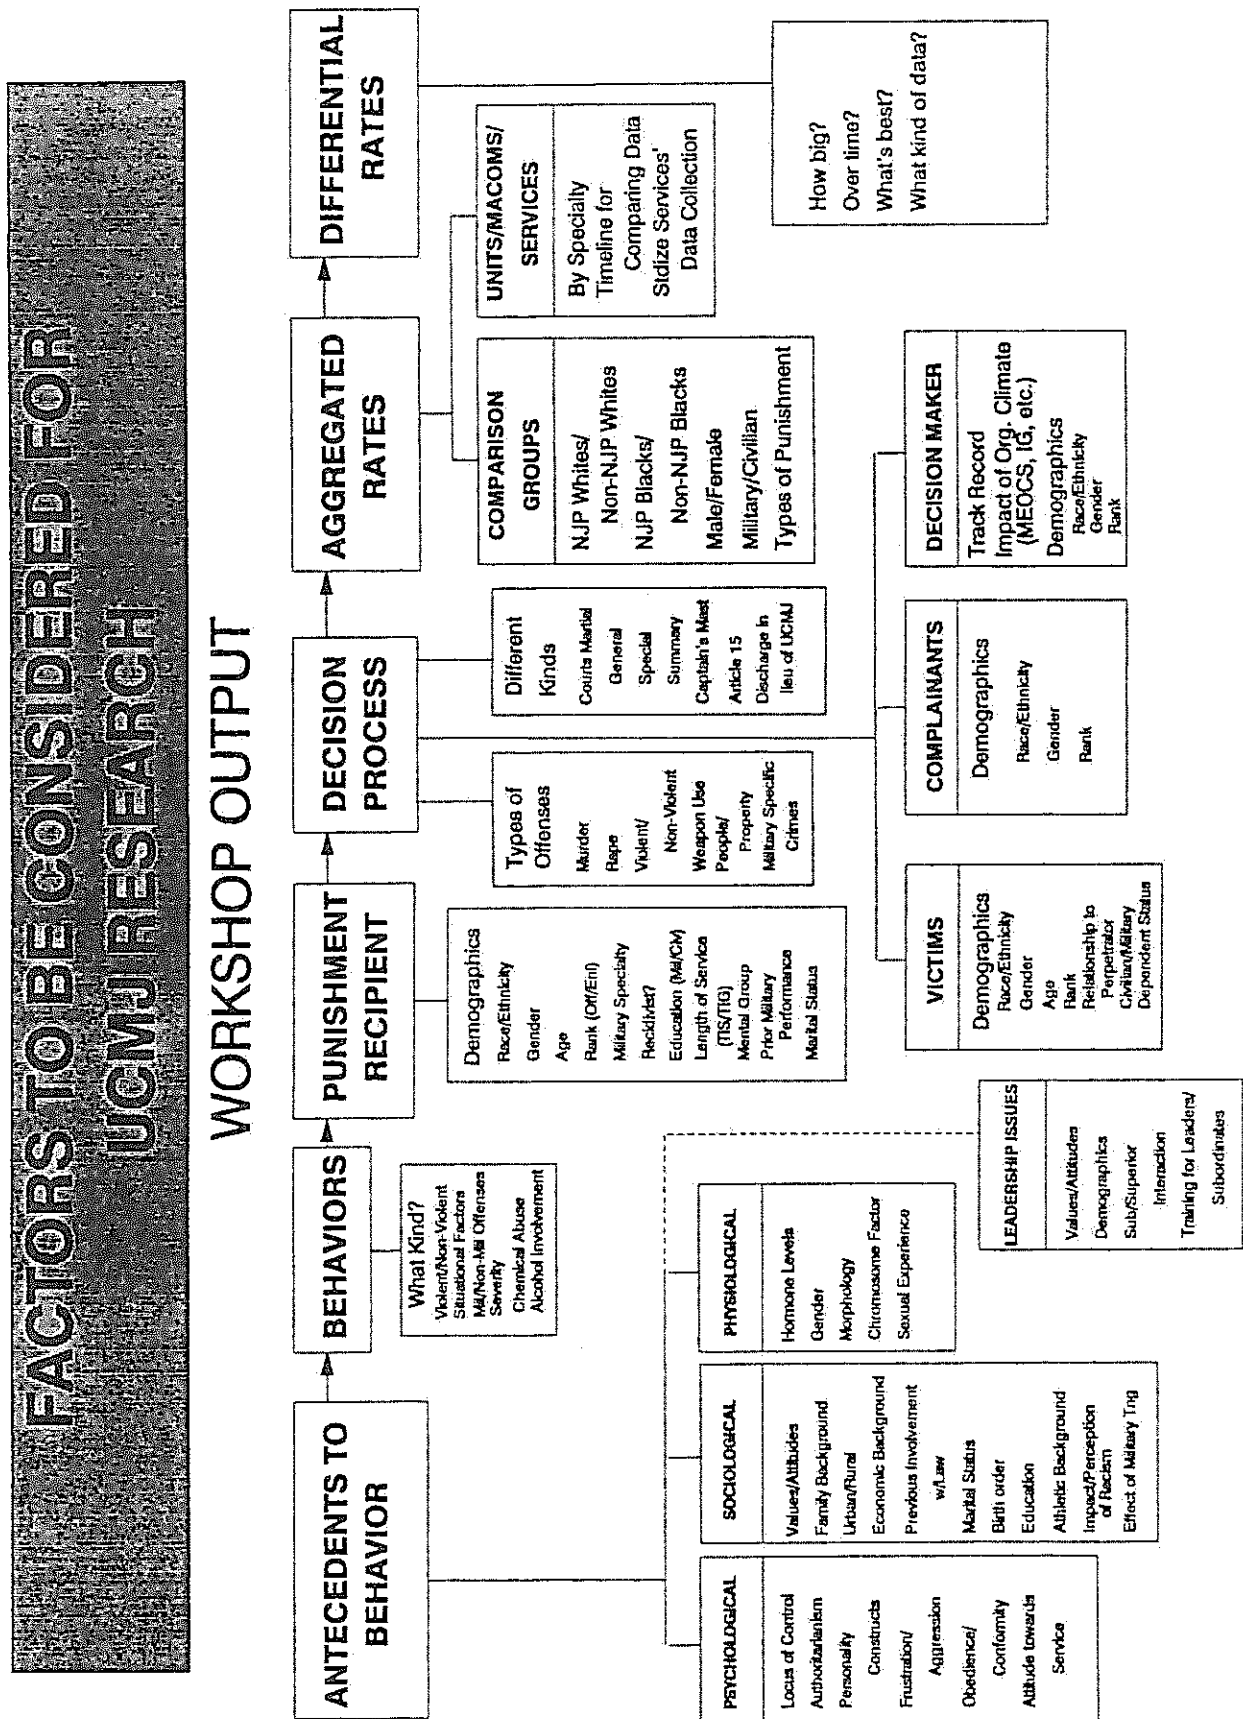 FACTORS TO BE CONSIDERED FOR
UCMJ RESEARCH
WORKSHOP OUTPUT
ANTECEDENTS TO
BEHAVIOR
BEHAVIORS
PUNISHMENT
RECIPIENT
DECISION
PROCESS
AGGREGATED
RATES
DIFFERENTIAL
RATES
What Kind?
Violent/Non-Violent
Situational Factors
Mil/Non-Mil Offenses
Severity
Chemical Abuse
Alcohol Involvement
Demographics
Race/Ethnicity
Gender
Age
Rank (Off/Enl)
Military Specialty
Recidivist?
Education (Mil/CM)
Length of Service
(TIS/TIG)
Mental Group
Prior Military
Performance
Marital Status
Types of
Offenses
Murder
Rape
Violent/
Non-Violent
Weapon Use
People/
Property
Military Specific
Crimes
Different
Kinds
Courts Martial
General
Special
Summary
Captain's Mast
Article 15
Discharge in
lieu of UCMJ
COMPARISON
GROUPS
NJP Whites/
Non-NJP Whites
NJP Blacks/
Non-NJP Blacks
Male/Female
Military/Civilian
Types of Punishment
UNITS/MACOMS/
SERVICES
By Specialty
Timeline for
Comparing Data
Stdize Services'
Data Collection
How big?
Over time?
What's best?
What kind of data?
PSYCHOLOGICAL
Locus of Control
Authoritarianism
Personality
Constructs
Frustration/
Aggression
Obedience/
Conformity
Attitude towards
Service
SOCIOLOGICAL
Values/Attitudes
Family Background
Urban/Rural
Economic Background
Previous Involvement
w/Law
Marital Status
Birth order
Education
Athletic Background
Impact/Perception
of Racism
Effect of Military Tng
PHYSIOLOGICAL
Hormone Levels
Gender
Morphology
Chromosome Factor
Sexual Experience
LEADERSHIP ISSUES
Values/Attitudes
Demographics
Sub/Superior
Interaction
Training for Leaders/
Subordinates
VICTIMS
Demographics
Race/Ethnicity
Gender
Age
Rank
Relationship to
Perpetrator
Civilian/Military
Dependent Status
COMPLAINANTS
Demographics
Race/Ethnicity
Gender
Rank
DECISION MAKER
Track Record
Impact of Org. Climate
(MEOCS, IG, etc.)
Demographics
Race/Ethnicity
Gender
Rank